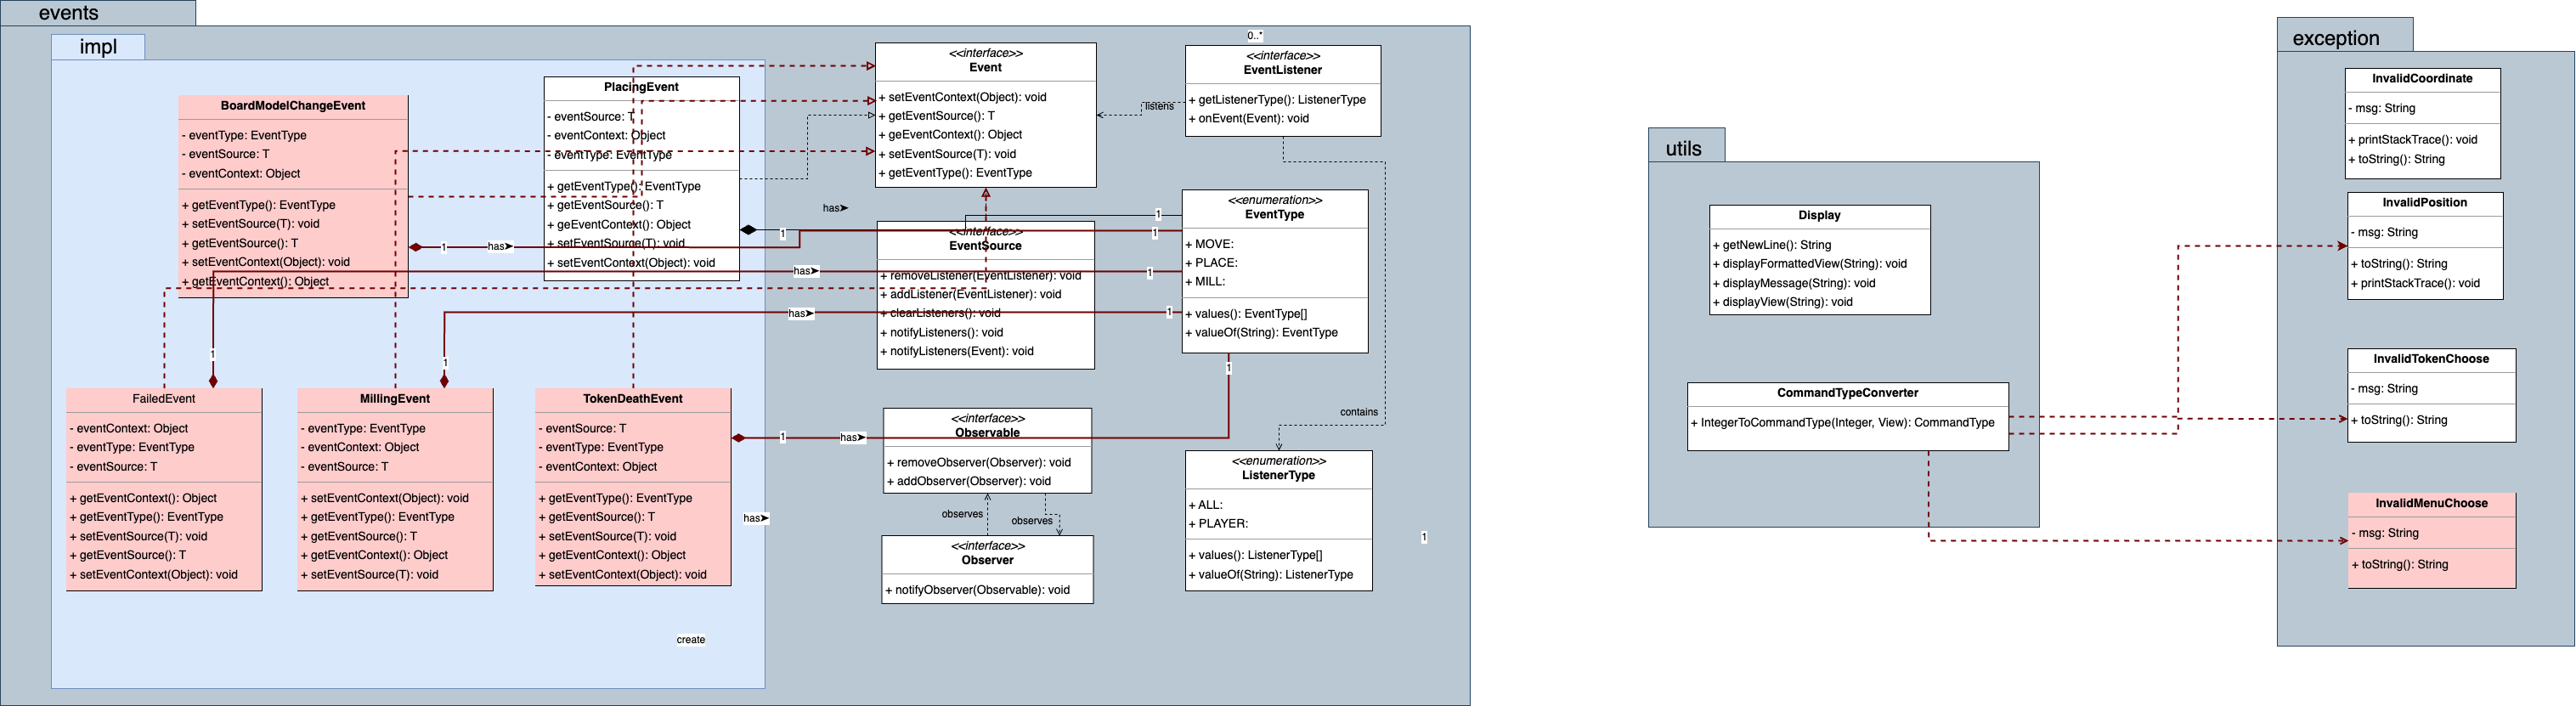 events
impl
BoardModelChangeEvent
- eventType: EventType
- eventSource: T
- eventContext: Object
+ getEventType(): EventType
+ setEventSource(T): void
+ getEventSource(): T
+ setEventContext(Object): void
+ getEventContext(): Object
PlacingEvent
- eventSource: T
- eventContext: Object
- eventType: EventType
+ getEventType(): EventType
+ getEventSource(): T
+ geEventContext(): Object
+ setEventSource(T): void
+ setEventContext(Object): void
FailedEvent
- eventContext: Object
- eventType: EventType
- eventSource: T
+ getEventContext(): Object
+ getEventType(): EventType
+ setEventSource(T): void
+ getEventSource(): T
+ setEventContext(Object): void
MillingEvent
- eventType: EventType
- eventContext: Object
- eventSource: T
+ setEventContext(Object): void
+ getEventType(): EventType
+ getEventSource(): T
+ getEventContext(): Object
+ setEventSource(T): void
TokenDeathEvent
- eventSource: T
- eventType: EventType
- eventContext: Object
+ getEventType(): EventType
+ getEventSource(): T
+ setEventSource(T): void
+ getEventContext(): Object
+ setEventContext(Object): void
create
<<interface>>
Event
+ setEventContext(Object): void
+ getEventSource(): T
+ geEventContext(): Object
+ setEventSource(T): void
+ getEventType(): EventType
listens
0..*
<<interface>>
EventListener
+ getListenerType(): ListenerType
+ onEvent(Event): void
<<interface>>
EventSource
+ removeListener(EventListener): void
+ addListener(EventListener): void
+ clearListeners(): void
+ notifyListeners(): void
+ notifyListeners(Event): void
<<enumeration>>
EventType
+ MOVE:
+ PLACE:
+ MILL:
+ values(): EventType[]
+ valueOf(String): EventType
has
1
1
1
has
1
1
has
1
1
has
1
1
1
has
1
has
<<interface>>
Observable
+ removeObserver(Observer): void
+ addObserver(Observer): void
observes
observes
<<interface>>
Observer
+ notifyObserver(Observable): void
contains
<<enumeration>>
ListenerType
+ ALL:
+ PLAYER:
+ values(): ListenerType[]
+ valueOf(String): ListenerType
1
utils
Display
+ getNewLine(): String
+ displayFormattedView(String): void
+ displayMessage(String): void
+ displayView(String): void
CommandTypeConverter
+ IntegerToCommandType(Integer, View): CommandType
exception
InvalidCoordinate
- msg: String
+ printStackTrace(): void
+ toString(): String
InvalidPosition
- msg: String
+ toString(): String
+ printStackTrace(): void
InvalidTokenChoose
- msg: String
+ toString(): String
InvalidMenuChoose
- msg: String
+ toString(): String